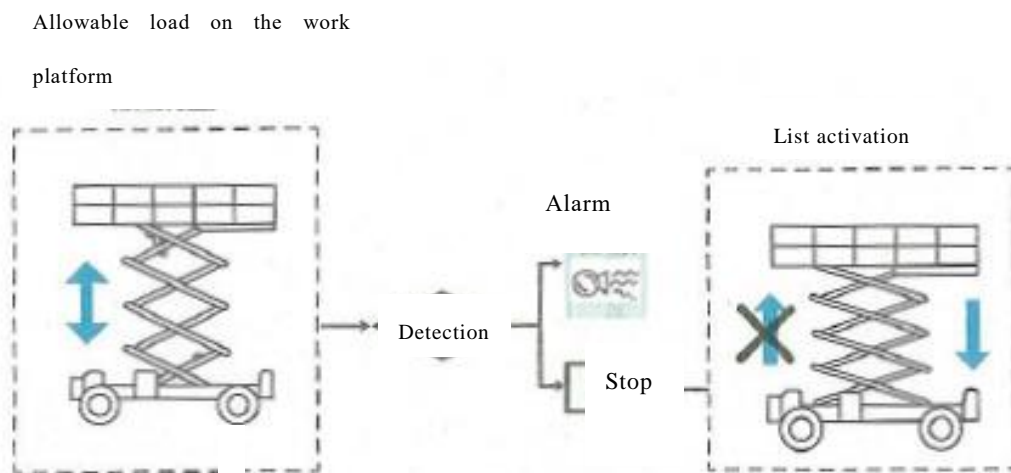 Allowable load on the work
platform
List activation
Alarm
Detection
Stop